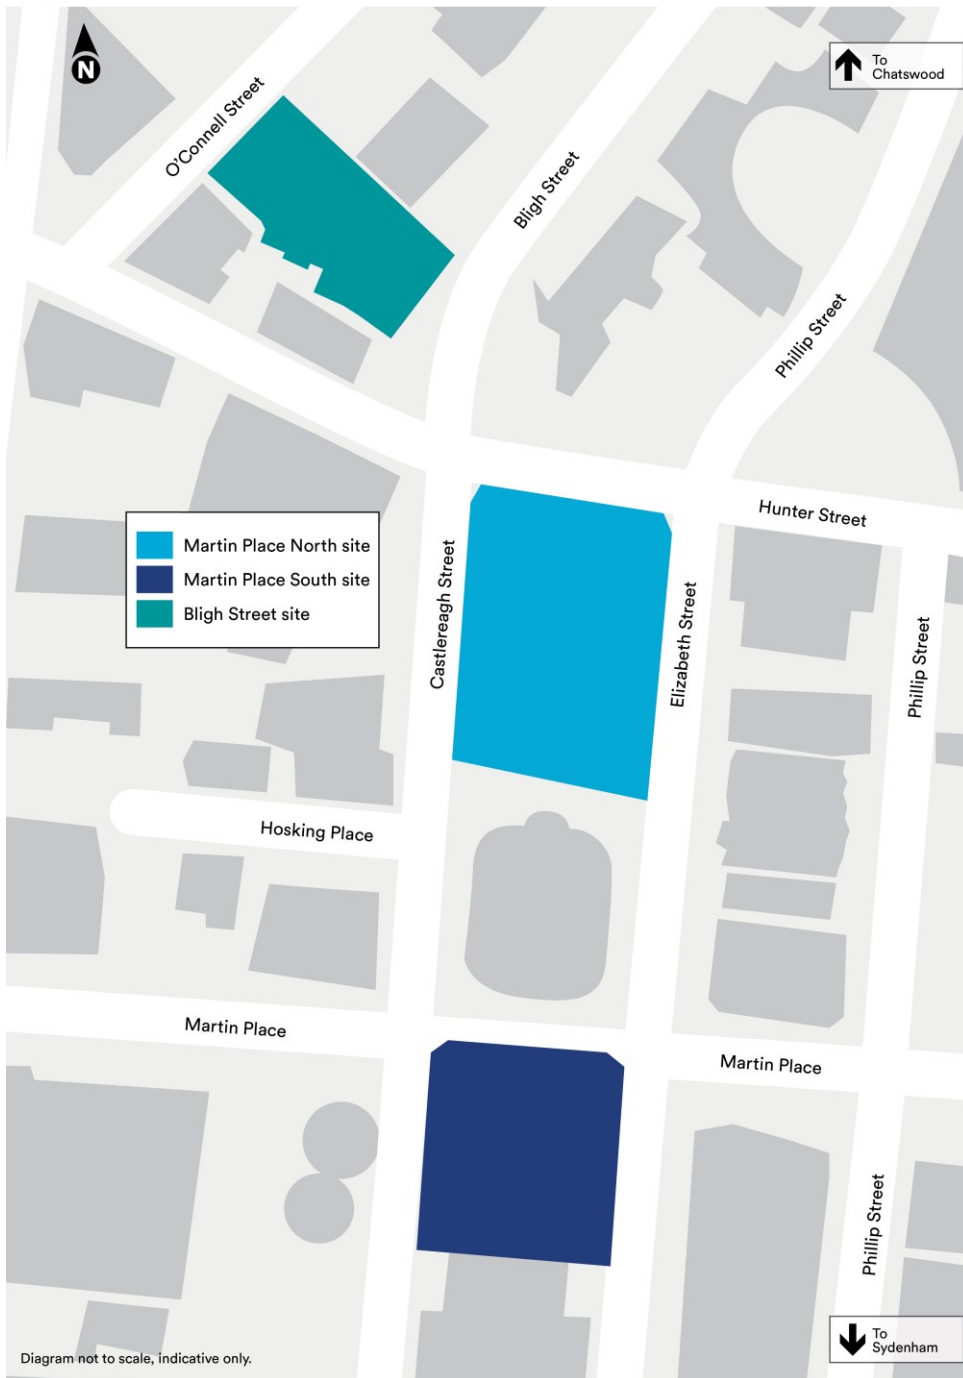 N
To
Chatswood
O'Connell Street
Bligh Street
Phillip Street
Hunter Street
Martin Place North site
Martin Place South site
Bligh Street site
Castlereagh Street
Elizabeth Street
Phillip Street
Hosking Place
Martin Place
Martin Place
Phillip Street
To
Sydenham
Diagram not to scale, indicative only.